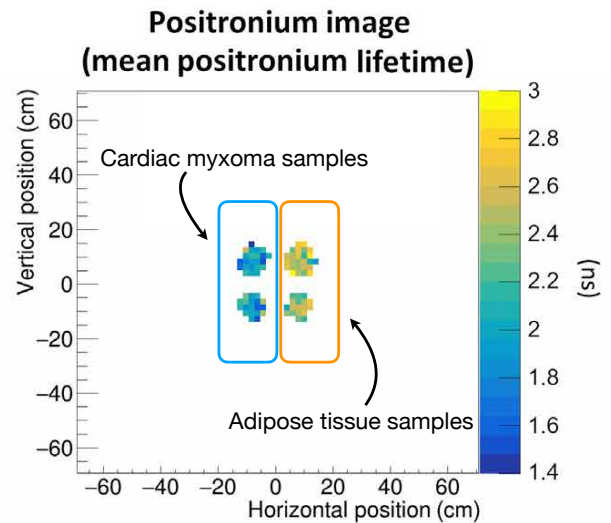 Positronium image
(mean positronium lifetime)
Vertical position (cm)
60
40
20
0
−20
−40
−60
Cardiac myxoma samples
Adipose tissue samples
3
2.8
2.6
2.4
2.2
2
1.8
1.6
1.4
(ns)
−60 −40 −20 0 20 40 60
Horizontal position (cm)